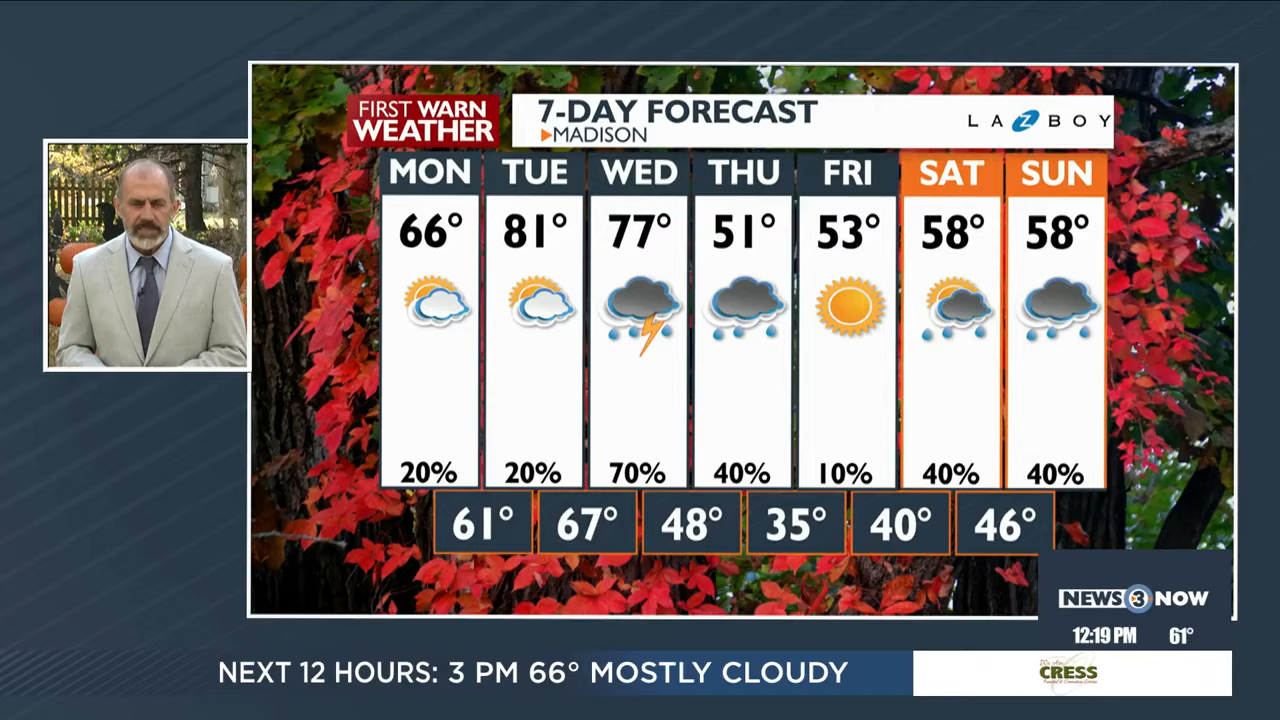 FIRST WARN
WEATHER
7-DAY FORECAST
MADISON
LA Z BOY
MON TUE WED THU FRI SAT SUN
66° 81° 77° 51° 53° 58° 58°
20% 20% 70% 40% 10% 40% 40%
61° 67° 48° 35° 40° 46°
NEWS 3 NOW
12:19 PM 61°
NEXT 12 HOURS: 3 PM 66° MOSTLY CLOUDY
CRESS